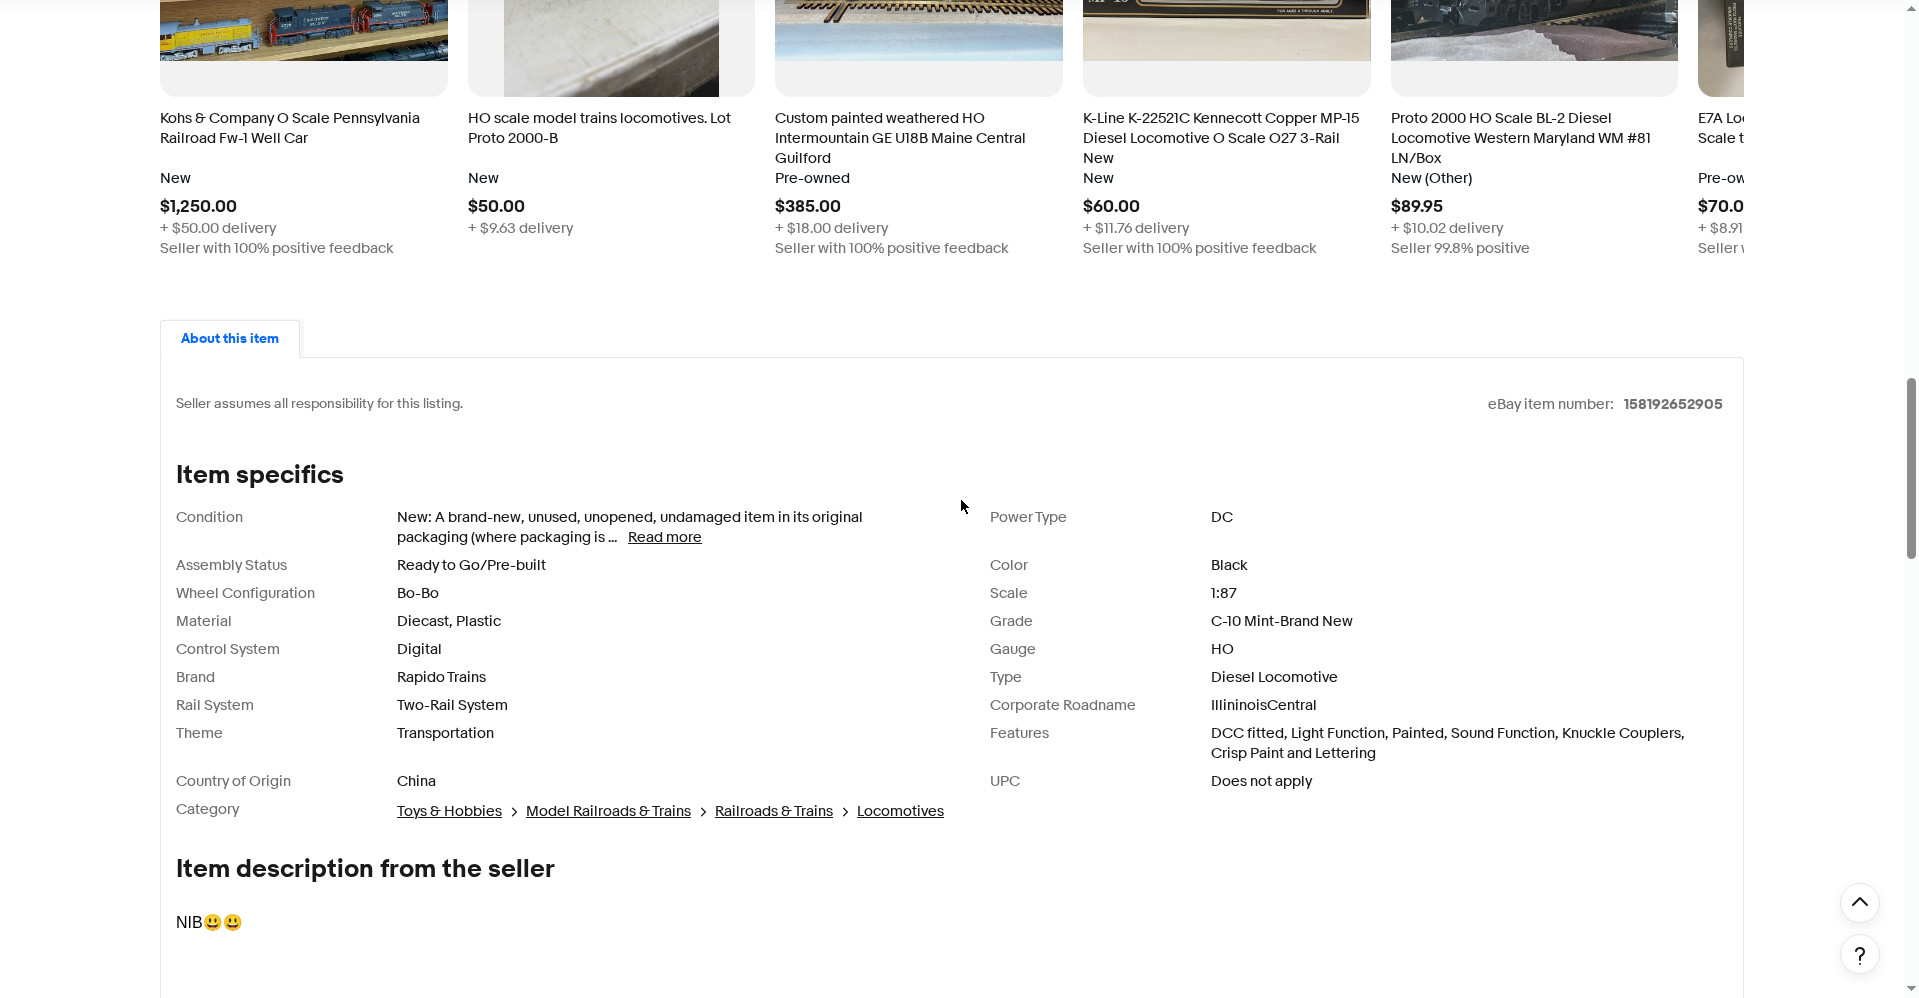 Kohs & Company O Scale Pennsylvania
Railroad Fw-1 Well Car
New
$1,250.00
+ $50.00 delivery
Seller with 100% positive feedback
HO scale model trains locomotives. Lot
Proto 2000-B
New
$50.00
+ $9.63 delivery
Custom painted weathered HO
Intermountain GE U18B Maine Central
Guilford
Pre-owned
$385.00
+ $18.00 delivery
Seller with 100% positive feedback
K-Line K-22521C Kennecott Copper MP-15
Diesel Locomotive O Scale O27 3-Rail
New
New
$60.00
+ $11.76 delivery
Seller with 100% positive feedback
Proto 2000 HO Scale BL-2 Diesel
Locomotive Western Maryland WM #81
LN/Box
New (Other)
$89.95
+ $10.02 delivery
Seller 99.8% positive
E7A Lo
Scale t
Pre-ow
$70.0
+ $8.91
Seller
About this item
Seller assumes all responsibility for this listing.
eBay item number: 158192652905
Item specifics
Condition
New: A brand-new, unused, unopened, undamaged item in its original
packaging (where packaging is ... Read more
Power Type
DC
Assembly Status
Ready to Go/Pre-built
Color
Black
Wheel Configuration
Bo-Bo
Scale
1:87
Material
Diecast, Plastic
Grade
C-10 Mint-Brand New
Control System
Digital
Gauge
HO
Brand
Rapido Trains
Type
Diesel Locomotive
Rail System
Two-Rail System
Corporate Roadname
IllininoisCentral
Theme
Transportation
Features
DCC fitted, Light Function, Painted, Sound Function, Knuckle Couplers,
Crisp Paint and Lettering
Country of Origin
China
UPC
Does not apply
Category
Toys & Hobbies > Model Railroads & Trains > Railroads & Trains > Locomotives
Item description from the seller
NIB😃😃
?